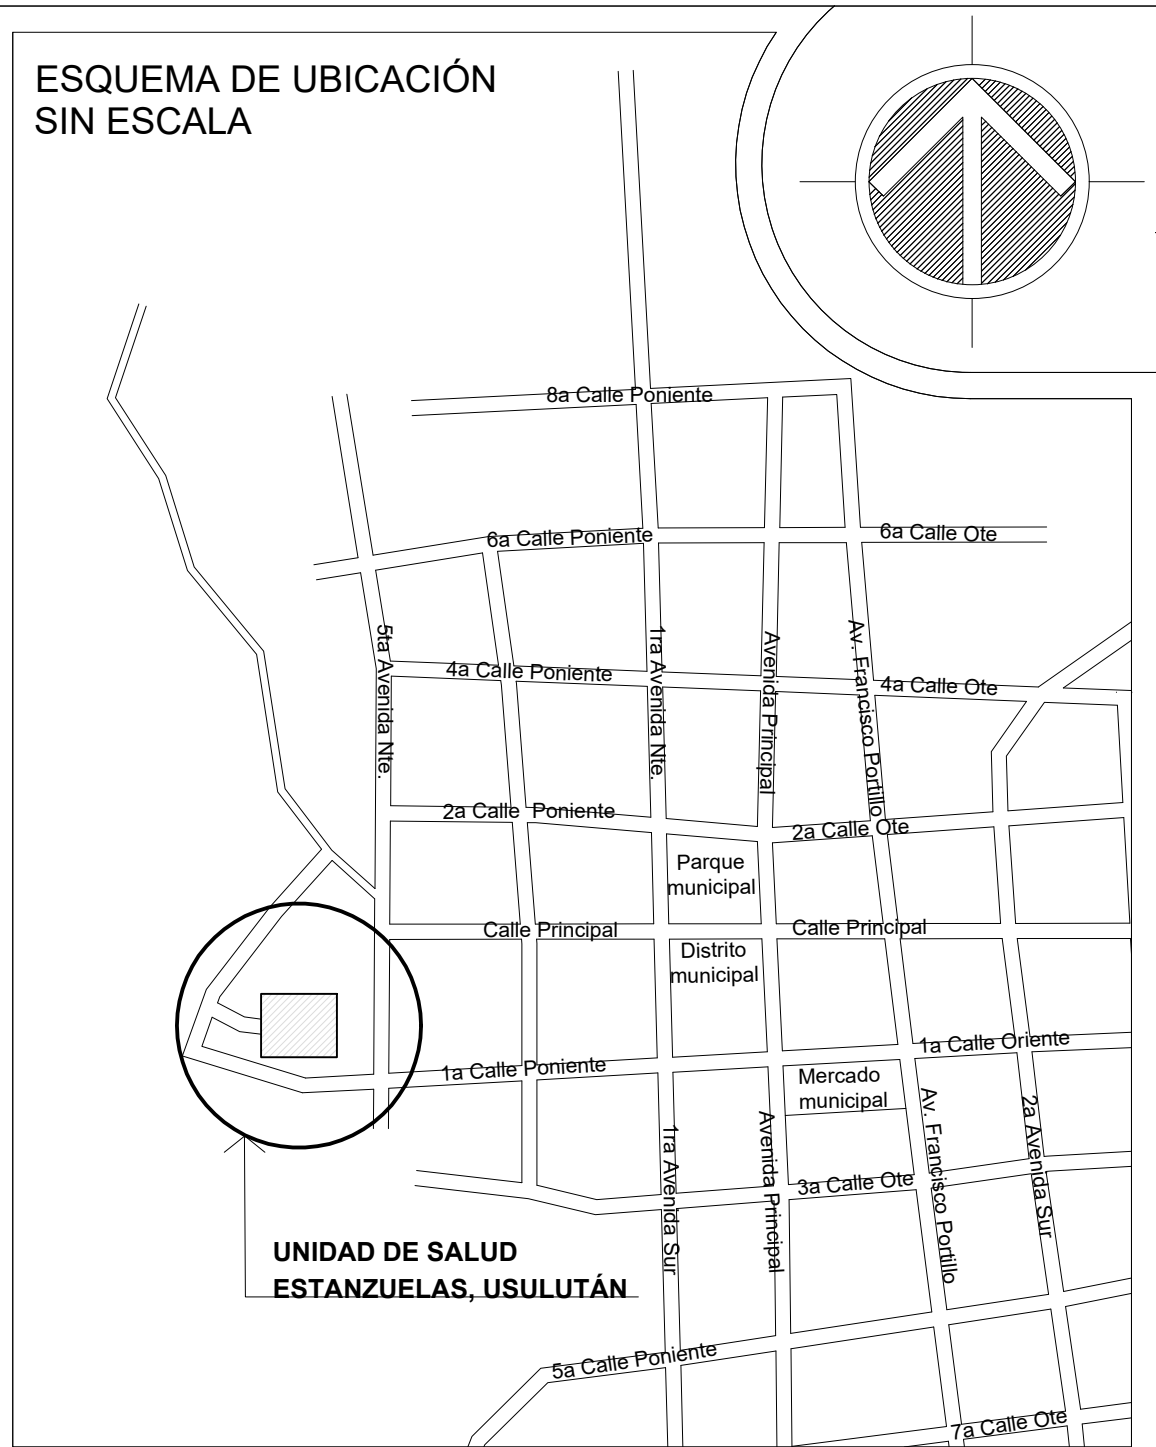 ESQUEMA DE UBICACIÓN
SIN ESCALA
8a Calle Poniente
6a Calle Poniente
6a Calle Ote
5ta Avenida Nte.
1ra Avenida Nte.
Avenida Principal
Av. Francisco Portillo
4a Calle Poniente
4a Calle Ote
2a Calle Poniente
2a Calle Ote
Parque
municipal
Calle Principal
Calle Principal
Distrito
municipal
1a Calle Poniente
1a Calle Oriente
Mercado
municipal
1ra Avenida Sur
Avenida Principal
Av. Francisco Portillo
2a Avenida Sur
3a Calle Ote
UNIDAD DE SALUD
ESTANZUELAS, USULUTÁN
5a Calle Poniente
7a Calle Ote